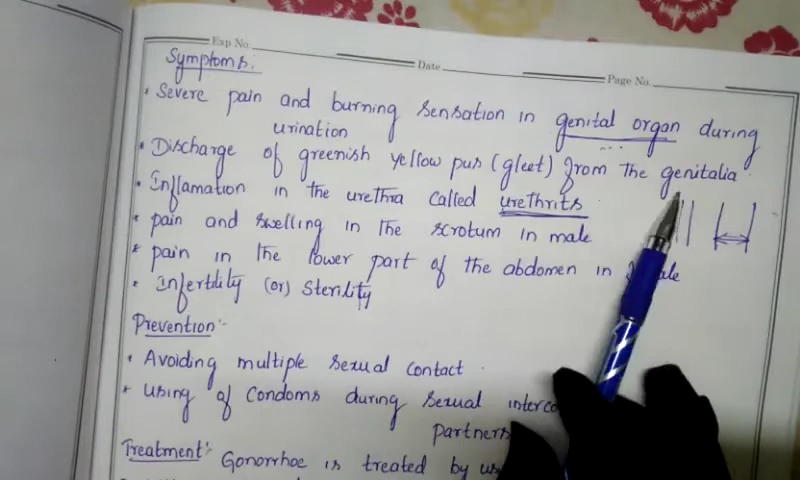 Exp No.
Date
Page No.
Symptoms:
• Severe pain and burning sensation in genital organ during
urination
• Discharge of greenish yellow pus (gleet) from the genitalia.
• Inflamation in the urethra called urethrits.
* pain and swelling in the scrotum in male
* pain in the lower part of the abdomen in
• Infertility (or) Sterility
Prevention:-
• Avoiding multiple sexual contact.
* using of condoms during sexual
partners
Treatment:- Gonorrhoe is treated by